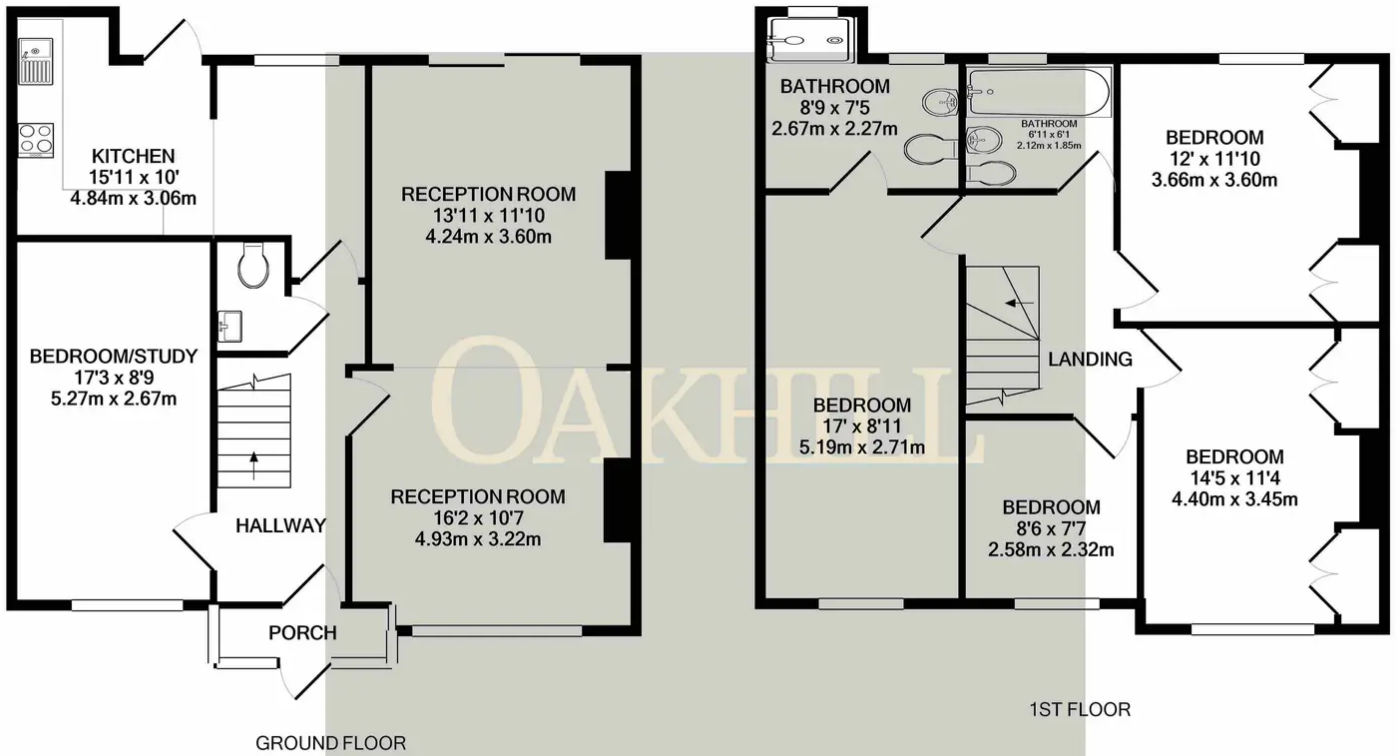 KITCHEN
15'11 x 10'
4.84m x 3.06m
RECEPTION ROOM
13'11 x 11'10
4.24m x 3.60m
BEDROOM/STUDY
17'3 x 8'9
5.27m x 2.67m
RECEPTION ROOM
16'2 x 10'7
4.93m x 3.22m
HALLWAY
PORCH
GROUND FLOOR
OAKHILL
BATHROOM
8'9 x 7'5
2.67m x 2.27m
BATHROOM
6'11 x 6'1
2.12m x 1.85m
BEDROOM
12' x 11'10
3.66m x 3.60m
LANDING
BEDROOM
17' x 8'11
5.19m x 2.71m
BEDROOM
14'5 x 11'4
4.40m x 3.45m
BEDROOM
8'6 x 7'7
2.58m x 2.32m
1ST FLOOR